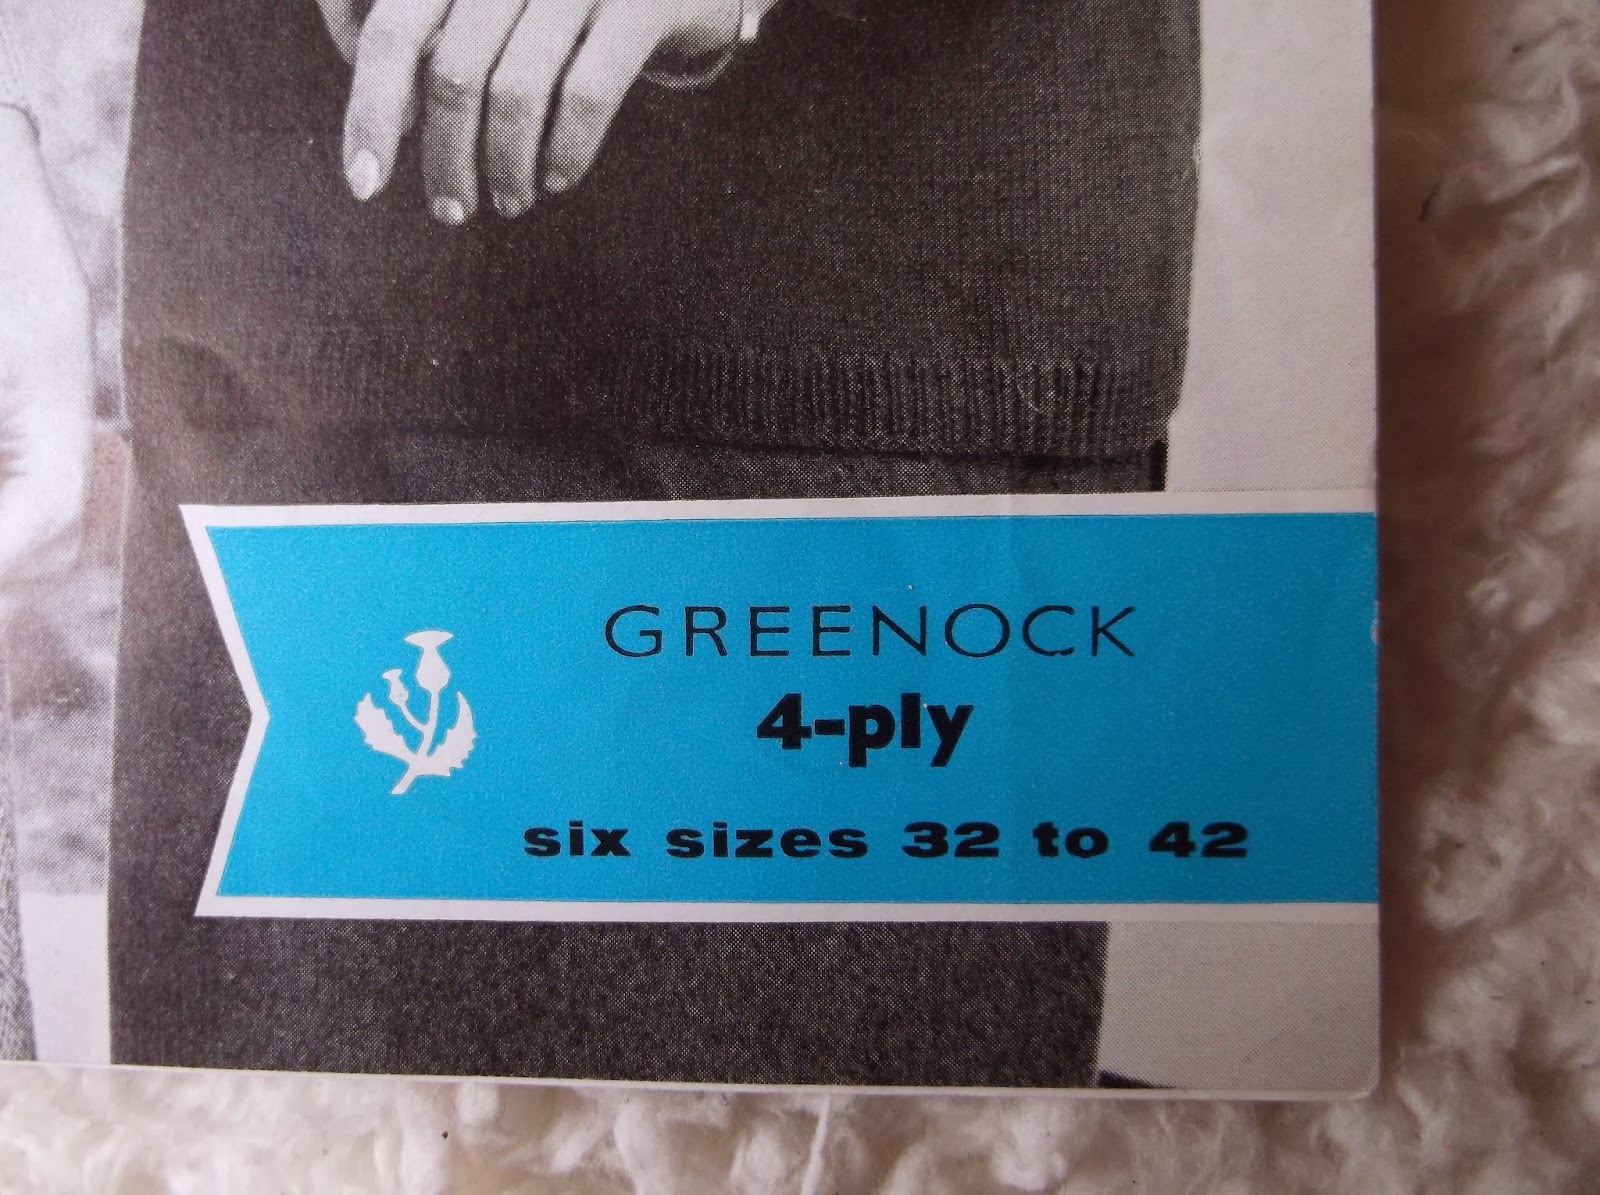 GREENOCK
4-ply
six sizes 32 to 42